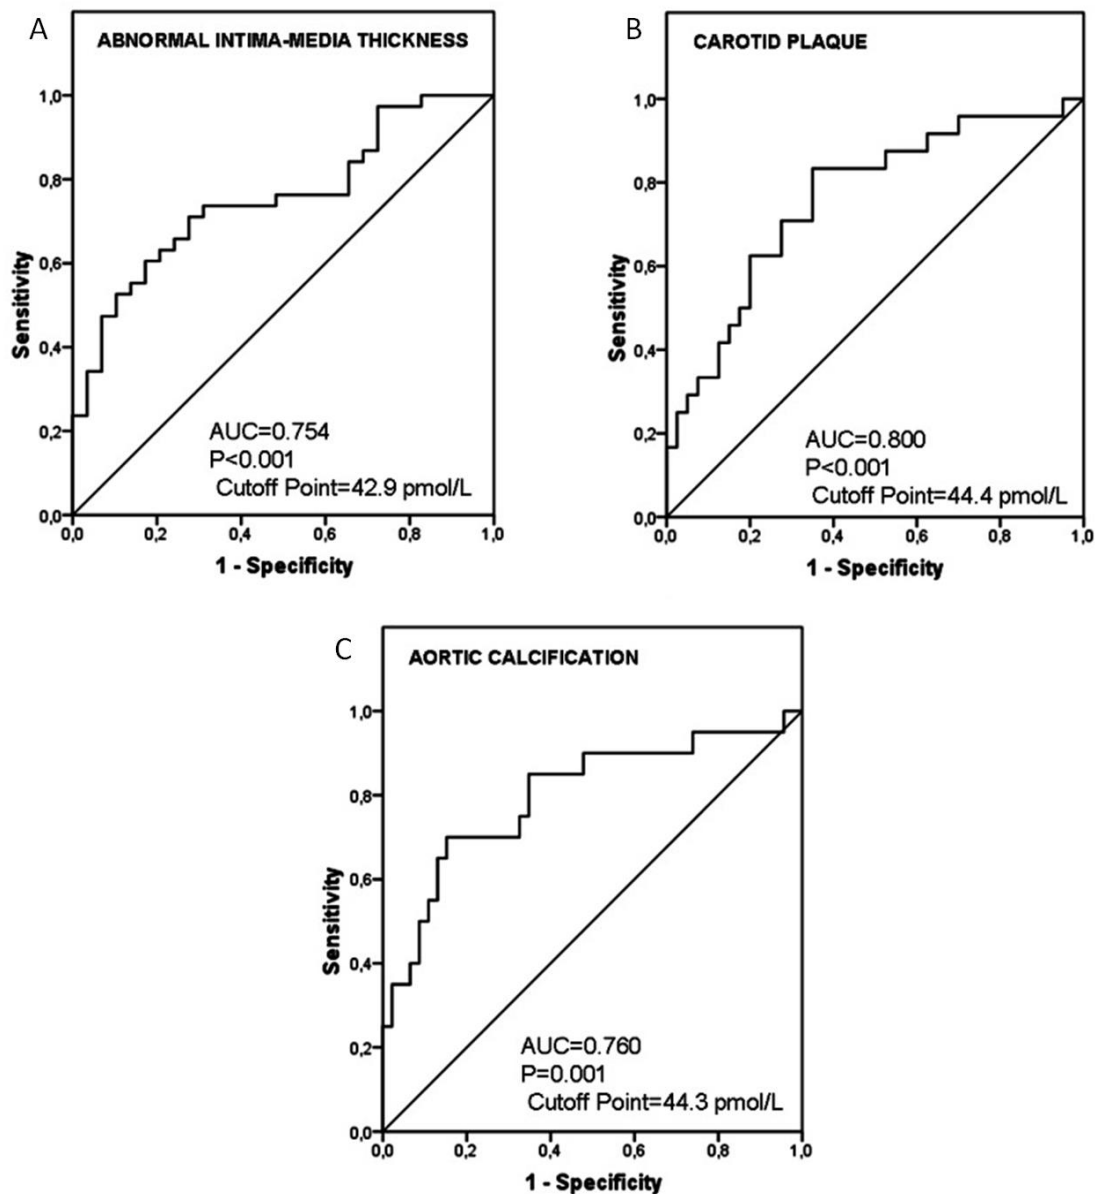 A
ABNORMAL INTIMA-MEDIA THICKNESS
1,0
0,8
0,6
0,4
0,2
0,0
Sensitivity
AUC=0.754
P<0.001
Cutoff Point=42.9 pmol/L
0,0 0,2 0,4 0,6 0,8 1,0
1 - Specificity
B
CAROTID PLAQUE
1,0
0,8
0,6
0,4
0,2
0,0
Sensitivity
AUC=0.800
P<0.001
Cutoff Point=44.4 pmol/L
0,0 0,2 0,4 0,6 0,8 1,0
1 - Specificity
C
AORTIC CALCIFICATION
1,0
0,8
0,6
0,4
0,2
0,0
Sensitivity
AUC=0.760
P=0.001
Cutoff Point=44.3 pmol/L
0,0 0,2 0,4 0,6 0,8 1,0
1 - Specificity